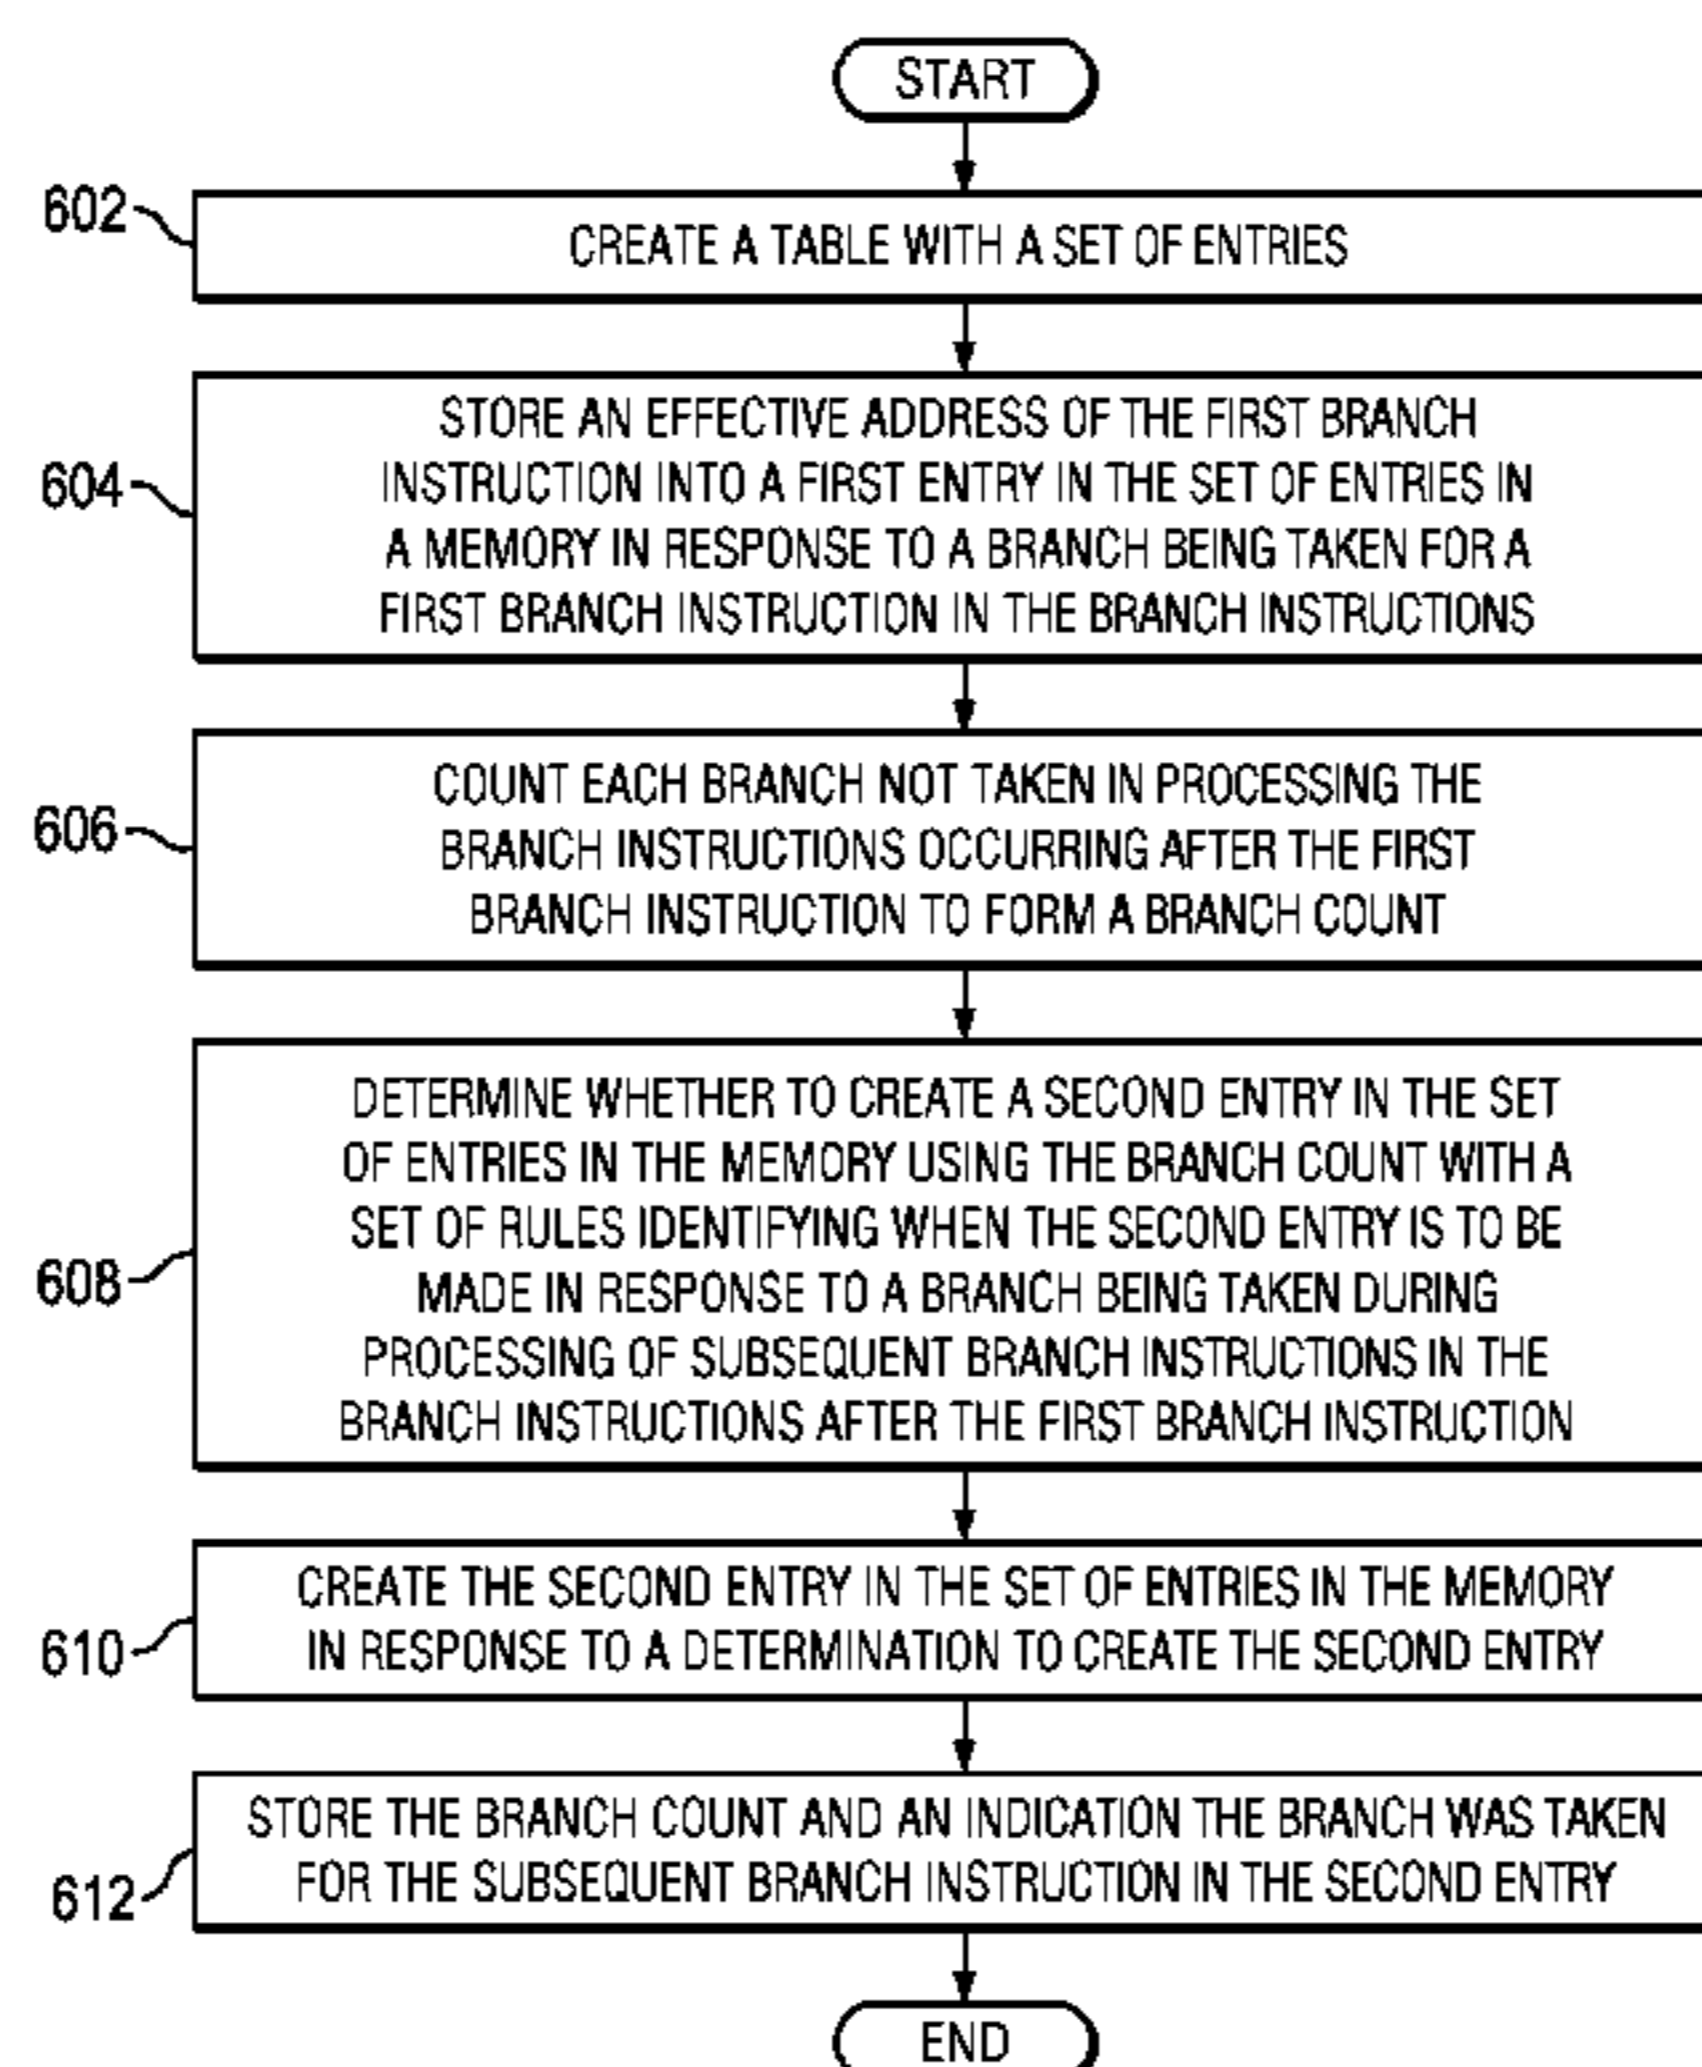 START
602
CREATE A TABLE WITH A SET OF ENTRIES
604
STORE AN EFFECTIVE ADDRESS OF THE FIRST BRANCH
INSTRUCTION INTO A FIRST ENTRY IN THE SET OF ENTRIES IN
A MEMORY IN RESPONSE TO A BRANCH BEING TAKEN FOR A
FIRST BRANCH INSTRUCTION IN THE BRANCH INSTRUCTIONS
606
COUNT EACH BRANCH NOT TAKEN IN PROCESSING THE
BRANCH INSTRUCTIONS OCCURRING AFTER THE FIRST
BRANCH INSTRUCTION TO FORM A BRANCH COUNT
608
DETERMINE WHETHER TO CREATE A SECOND ENTRY IN THE SET
OF ENTRIES IN THE MEMORY USING THE BRANCH COUNT WITH A
SET OF RULES IDENTIFYING WHEN THE SECOND ENTRY IS TO BE
MADE IN RESPONSE TO A BRANCH BEING TAKEN DURING
PROCESSING OF SUBSEQUENT BRANCH INSTRUCTIONS IN THE
BRANCH INSTRUCTIONS AFTER THE FIRST BRANCH INSTRUCTION
610
CREATE THE SECOND ENTRY IN THE SET OF ENTRIES IN THE MEMORY
IN RESPONSE TO A DETERMINATION TO CREATE THE SECOND ENTRY
612
STORE THE BRANCH COUNT AND AN INDICATION THE BRANCH WAS TAKEN
FOR THE SUBSEQUENT BRANCH INSTRUCTION IN THE SECOND ENTRY
END